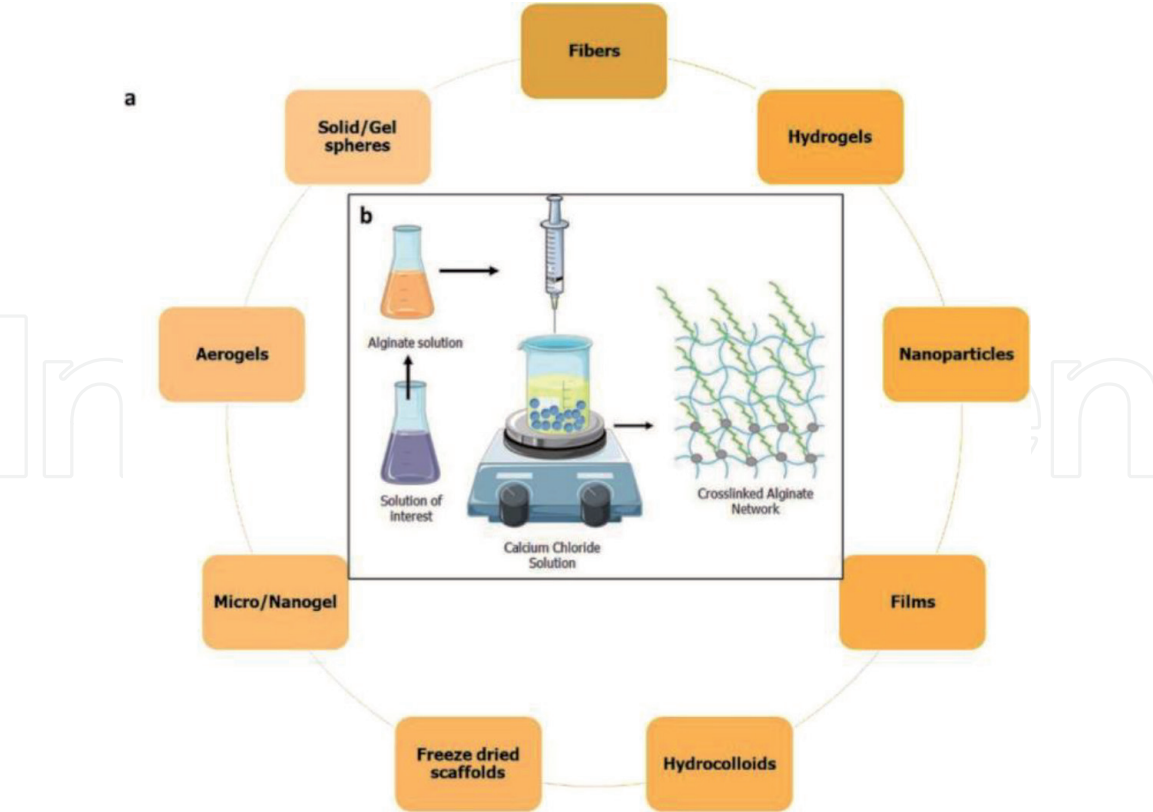 a
Fibers
Hydrogels
Nanoparticles
Films
Hydrocolloids
Freeze dried
scaffolds
Micro/Nanogel
Aerogels
Solid/Gel
spheres
b
Alginate solution
Solution of
interest
Calcium Chloride
Solution
Crosslinked Alginate
Network